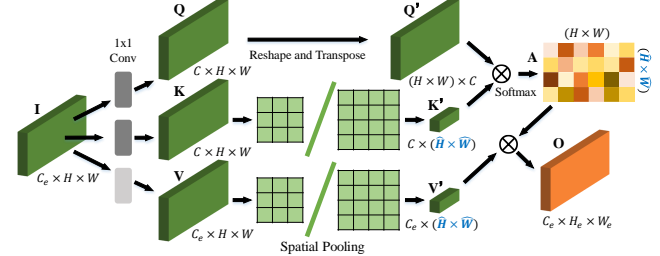 Q
Q'
(H × W)
1x1
Conv
Reshape and Transpose
A
(Ĥ × Ŵ)
C × H × W
(H × W) × C
Softmax
I
K
K'
C × H × W
C × (Ĥ × Ŵ)
O
C_e × H × W
V
V'
C_e × H × W
C_e × (Ĥ × Ŵ)
C_e × H_e × W_e
Spatial Pooling